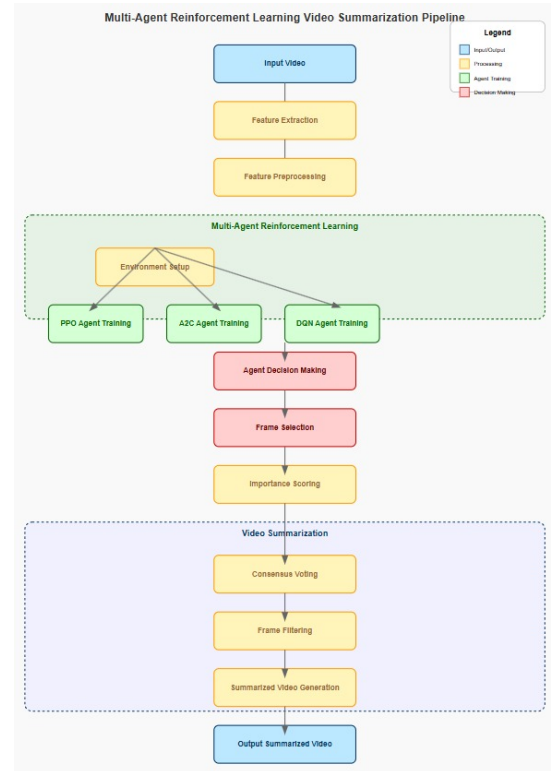 Multi-Agent Reinforcement Learning Video Summarization Pipeline
Legend
Input/Output
Processing
Agent Training
Decision Making
Input Video
Feature Extraction
Feature Preprocessing
Multi-Agent Reinforcement Learning
Environment Setup
PPO Agent Training
A2C Agent Training
DQN Agent Training
Agent Decision Making
Frame Selection
Importance Scoring
Video Summarization
Consensus Voting
Frame Filtering
Summarized Video Generation
Output Summarized Video